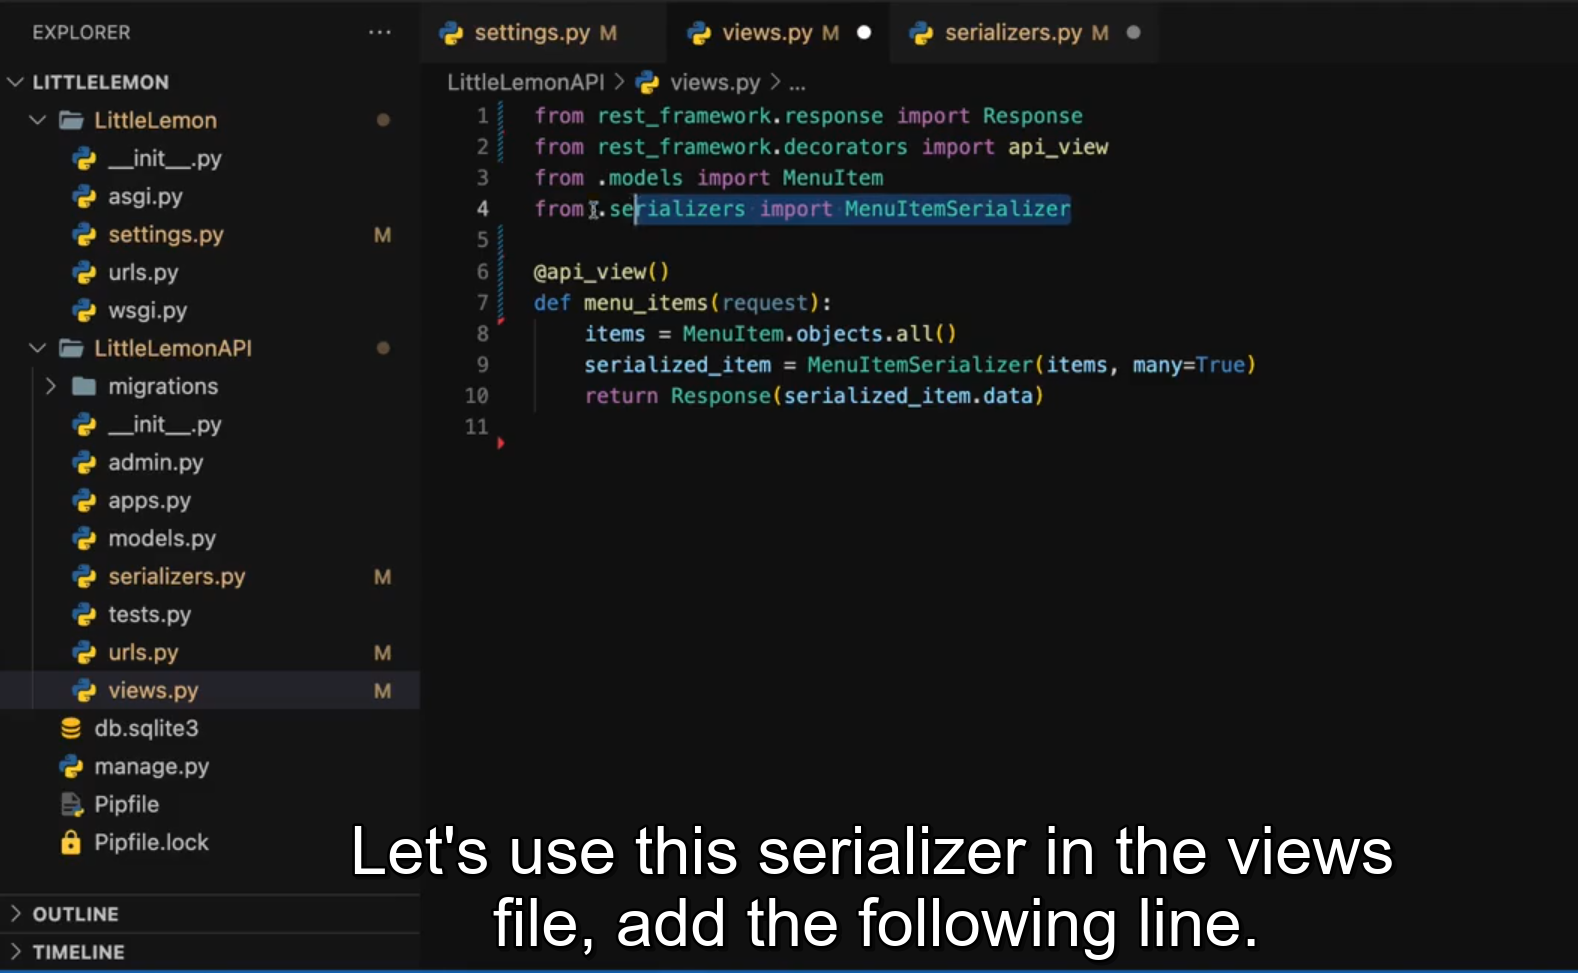 EXPLORER
...
settings.py M
views.py M
serializers.py M
LITTLELEMON
LittleLemonAPI > views.py > ...
LittleLemon
__init__.py
asgi.py
settings.py M
urls.py
wsgi.py
LittleLemonAPI
migrations
__init__.py
admin.py
apps.py
models.py
serializers.py M
tests.py
urls.py M
views.py M
db.sqlite3
manage.py
Pipfile
Pipfile.lock
OUTLINE
TIMELINE
1 from rest_framework.response import Response
2 from rest_framework.decorators import api_view
3 from .models import MenuItem
4 from .serializers import MenuItemSerializer
5
6 @api_view()
7 def menu_items(request):
8 items = MenuItem.objects.all()
9 serialized_item = MenuItemSerializer(items, many=True)
10 return Response(serialized_item.data)
11
Let's use this serializer in the views
file, add the following line.